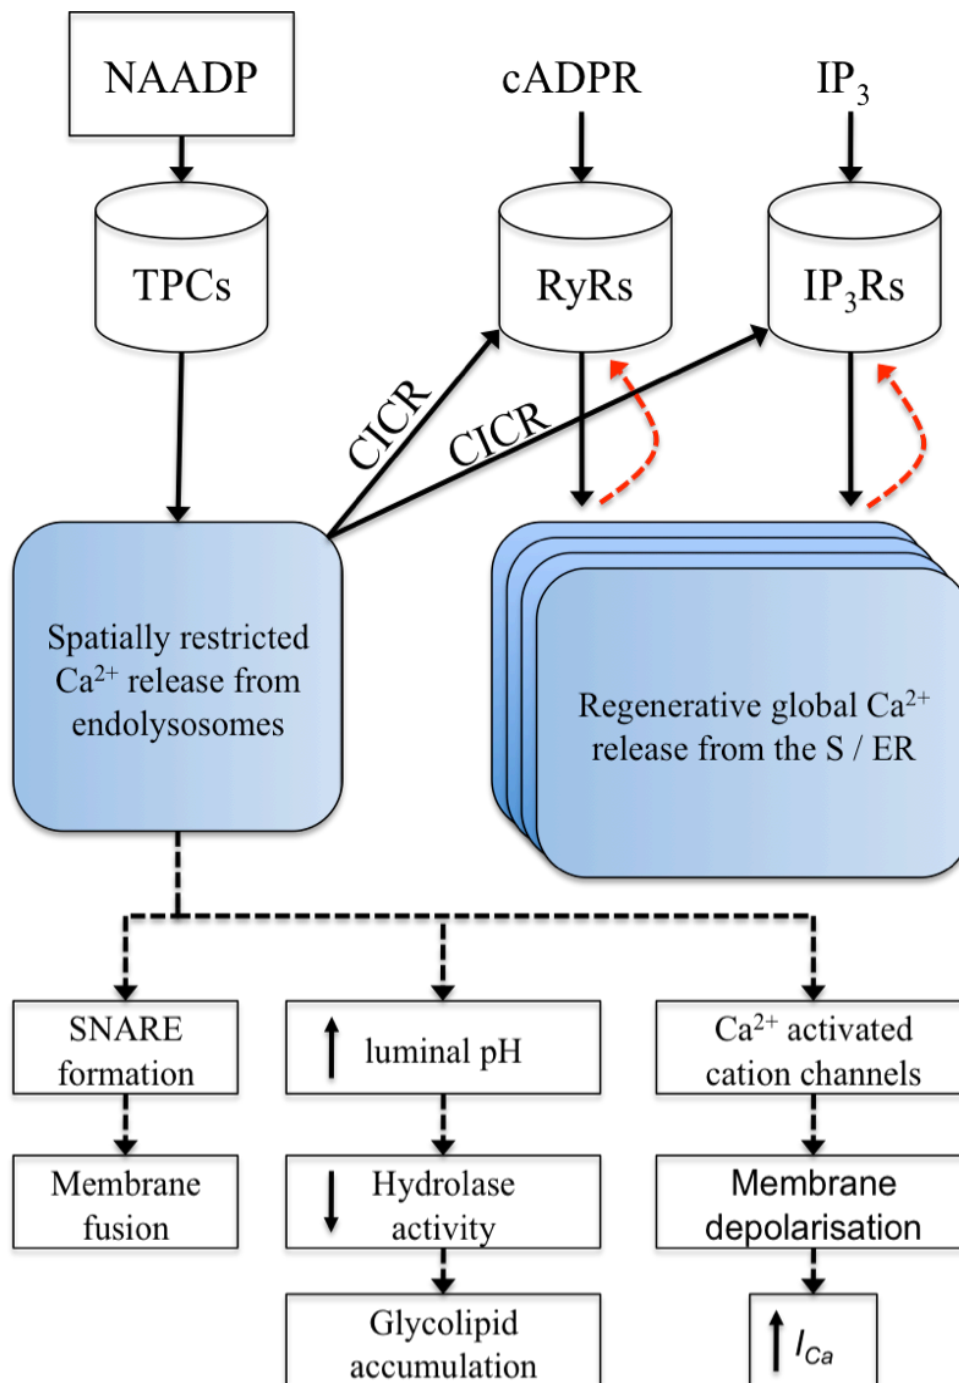 NAADP
cADPR
IP₃
TPCs
RyRs
IP₃Rs
CICR
CICR
Spatially restricted
Ca²⁺ release from
endolysosomes
Regenerative global Ca²⁺
release from the S / ER
SNARE
formation
↑ luminal pH
Ca²⁺ activated
cation channels
Membrane
fusion
↓ Hydrolase
activity
Membrane
depolarisation
Glycolipid
accumulation
↑ I_Ca